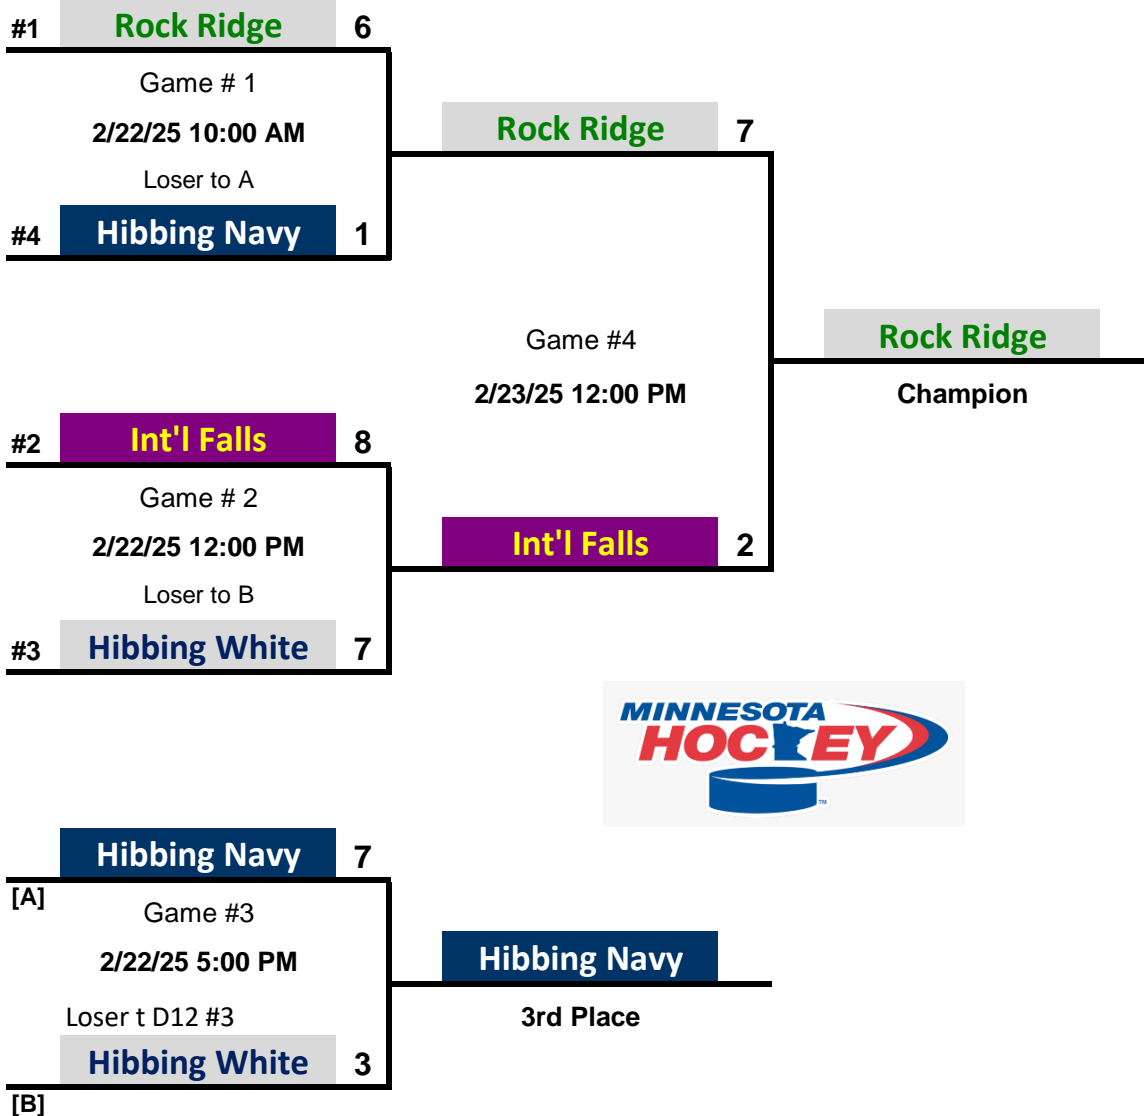 #1 Rock Ridge 6
Game # 1
2/22/25 10:00 AM
Loser to A
#4 Hibbing Navy 1
Rock Ridge 7
Game #4
2/23/25 12:00 PM
Rock Ridge
Champion
#2 Int'l Falls 8
Game # 2
2/22/25 12:00 PM
Loser to B
#3 Hibbing White 7
Int'l Falls 2
MINNESOTA
HOCKEY
TM
Hibbing Navy 7
[A]
Game #3
2/22/25 5:00 PM
Loser t D12 #3
Hibbing White 3
[B]
Hibbing Navy
3rd Place